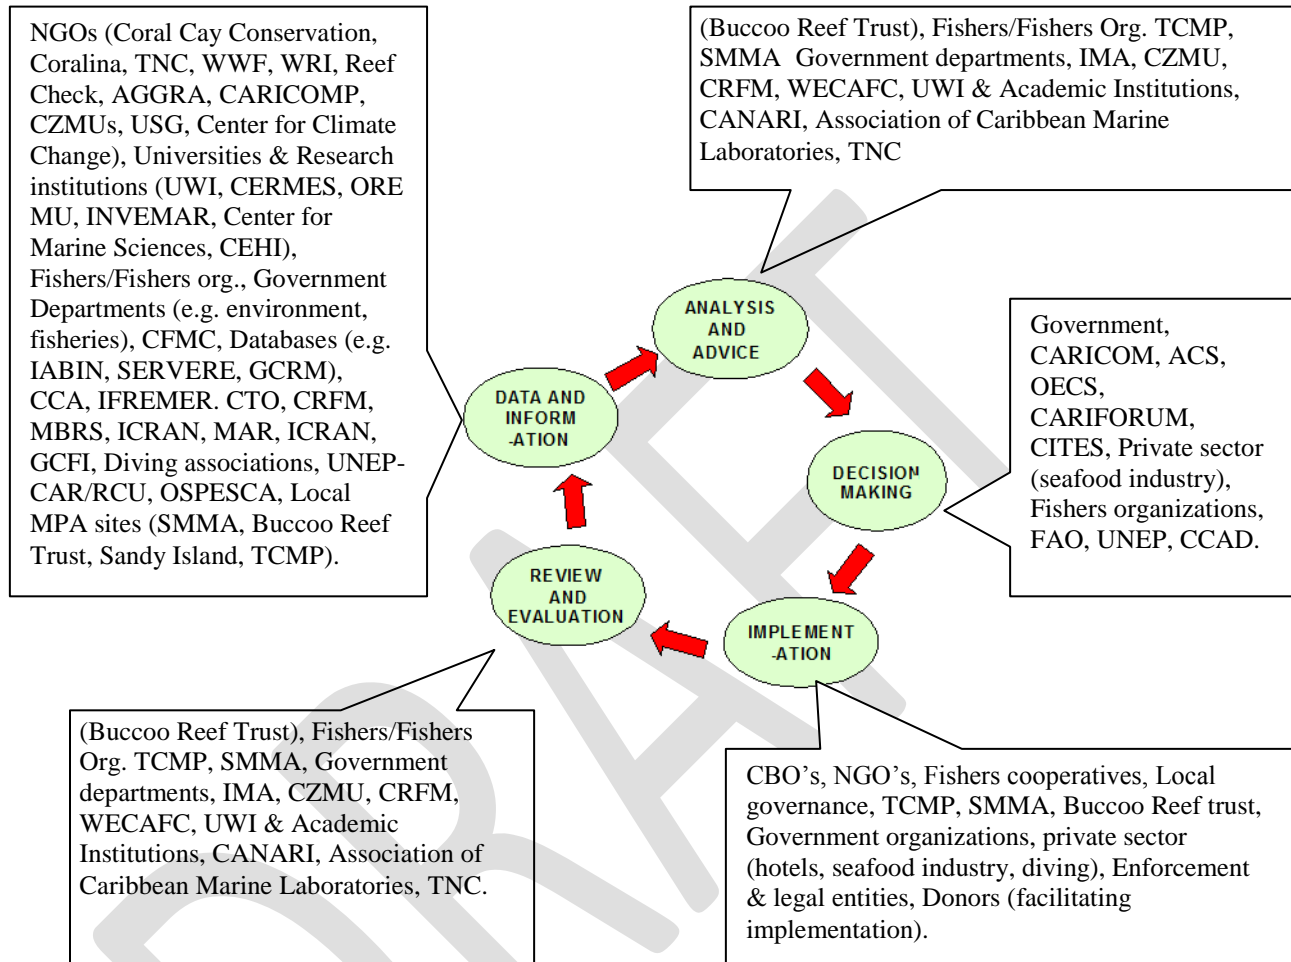 NGOs (Coral Cay Conservation,
Coralina, TNC, WWF, WRI, Reef
Check, AGGRA, CARICOMP,
CZMUs, USG, Center for Climate
Change), Universities & Research
institutions (UWI, CERMES, ORE
MU, INVEMAR, Center for
Marine Sciences, CEHI),
Fishers/Fishers org., Government
Departments (e.g. environment,
fisheries), CFMC, Databases (e.g.
IABIN, SERVERE, GCRM),
CCA, IFREMER. CTO, CRFM,
MBRS, ICRAN, MAR, ICRAN,
GCFI, Diving associations, UNEP-
CAR/RCU, OSPESCA, Local
MPA sites (SMMA, Buccoo Reef
Trust, Sandy Island, TCMP).
(Buccoo Reef Trust), Fishers/Fishers Org. TCMP,
SMMA  Government departments, IMA, CZMU,
CRFM, WECAFC, UWI & Academic Institutions,
CANARI, Association of Caribbean Marine
Laboratories, TNC
ANALYSIS
AND
ADVICE
DATA AND
INFORM
-ATION
DECISION
MAKING
Government,
CARICOM, ACS,
OECS,
CARIFORUM,
CITES, Private sector
(seafood industry),
Fishers organizations,
FAO, UNEP, CCAD.
REVIEW
AND
EVALUATION
IMPLEMENT
-ATION
(Buccoo Reef Trust), Fishers/Fishers
Org. TCMP, SMMA, Government
departments, IMA, CZMU, CRFM,
WECAFC, UWI & Academic
Institutions, CANARI, Association of
Caribbean Marine Laboratories, TNC.
CBO's, NGO's, Fishers cooperatives, Local
governance, TCMP, SMMA, Buccoo Reef trust,
Government organizations, private sector
(hotels, seafood industry, diving), Enforcement
& legal entities, Donors (facilitating
implementation).
DRAFT